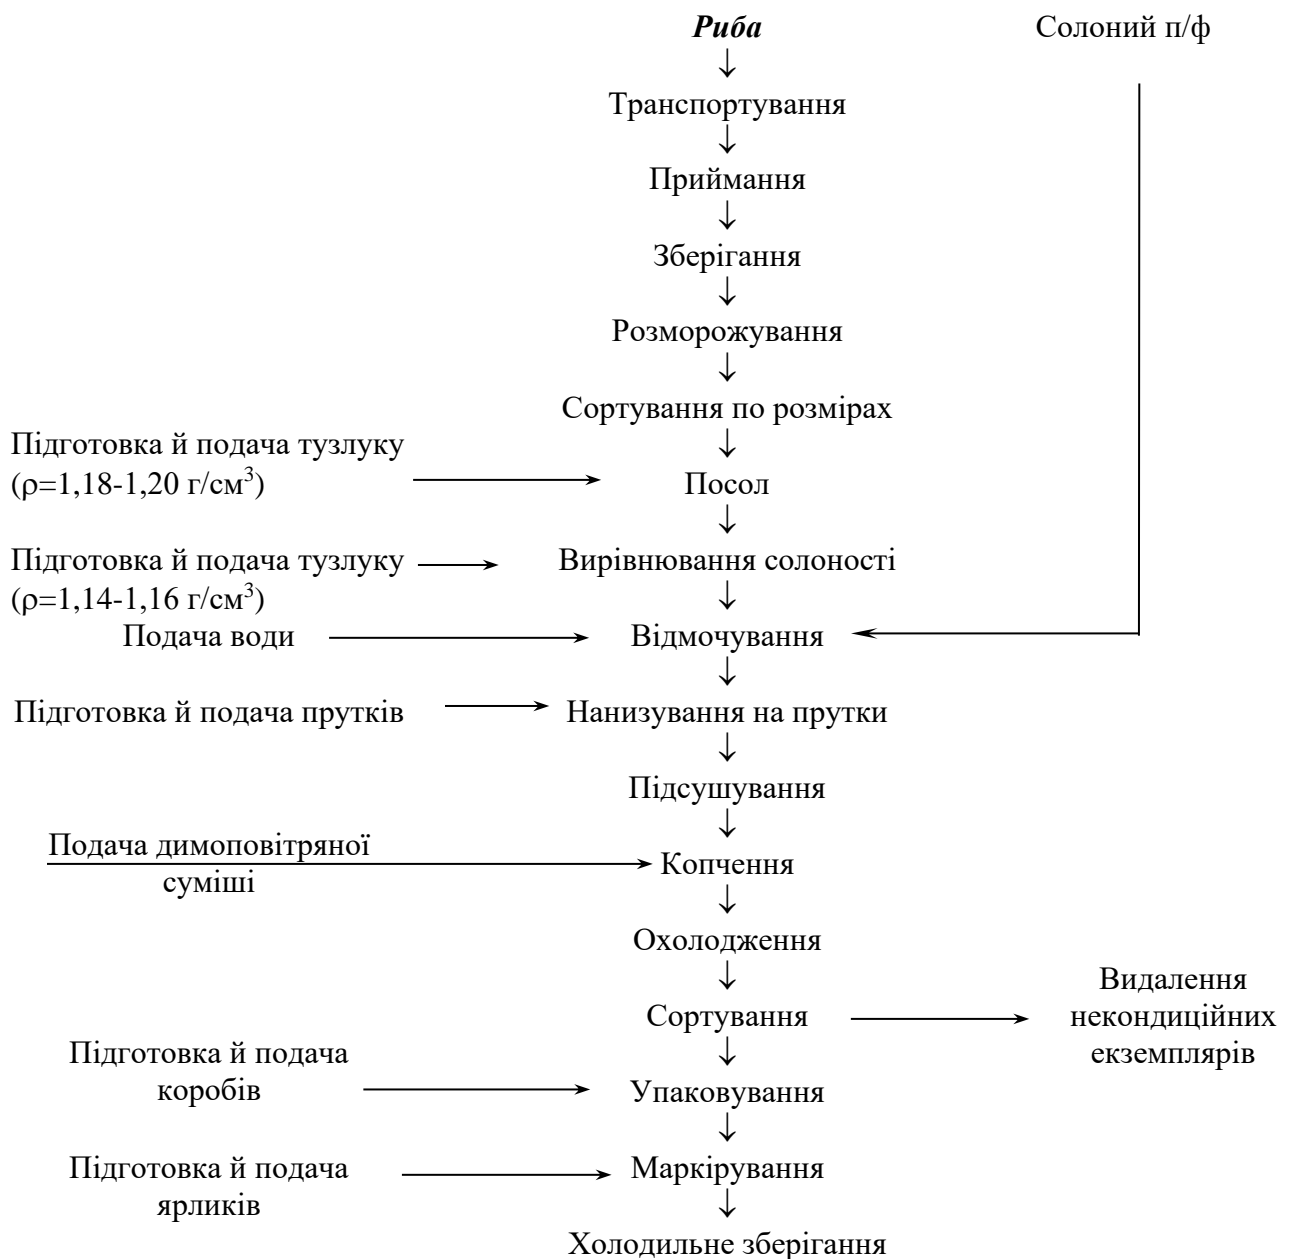 Риба
Солоний п/ф
Транспортування
Приймання
Зберігання
Розморожування
Сортування по розмірах
Підготовка й подача тузлуку
(ρ=1,18-1,20 г/см³)
Посол
Підготовка й подача тузлуку
(ρ=1,14-1,16 г/см³)
Вирівнювання солоності
Подача води
Відмочування
Підготовка й подача прутків
Нанизування на прутки
Підсушування
Подача димоповітряної
суміші
Копчення
Охолодження
Сортування
Видалення
некондиційних
екземплярів
Підготовка й подача
коробів
Упаковування
Підготовка й подача
ярликів
Маркірування
Холодильне зберігання